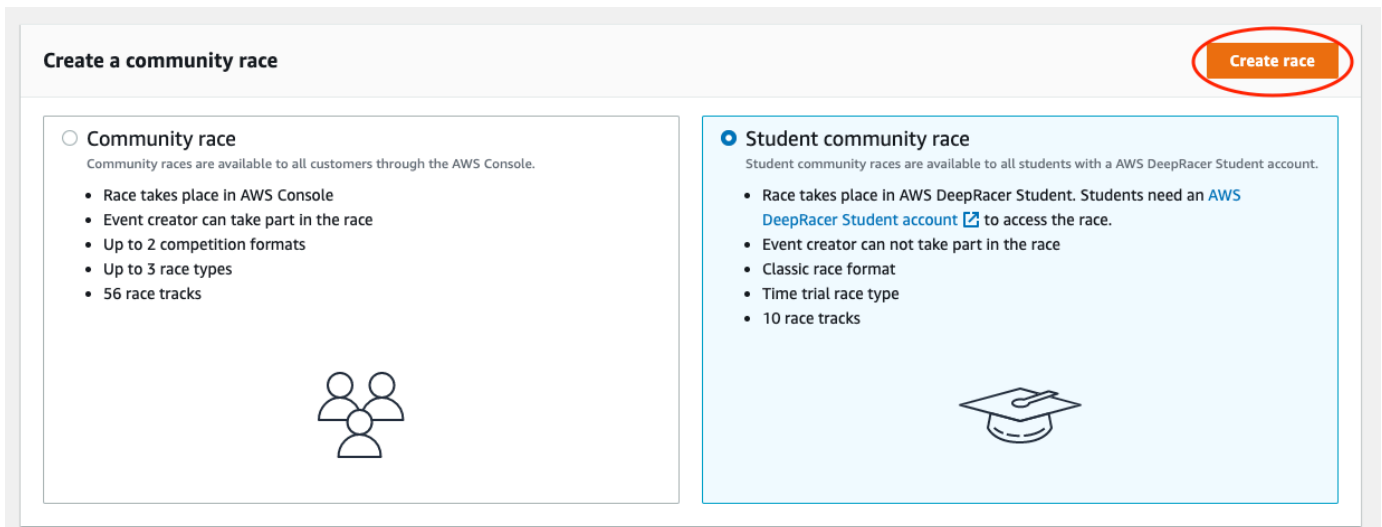 Create a community race
Create race
Community race
Community races are available to all customers through the AWS Console.
• Race takes place in AWS Console
• Event creator can take part in the race
• Up to 2 competition formats
• Up to 3 race types
• 56 race tracks
Student community race
Student community races are available to all students with a AWS DeepRacer Student account.
• Race takes place in AWS DeepRacer Student. Students need an AWS
DeepRacer Student account to access the race.
• Event creator can not take part in the race
• Classic race format
• Time trial race type
• 10 race tracks